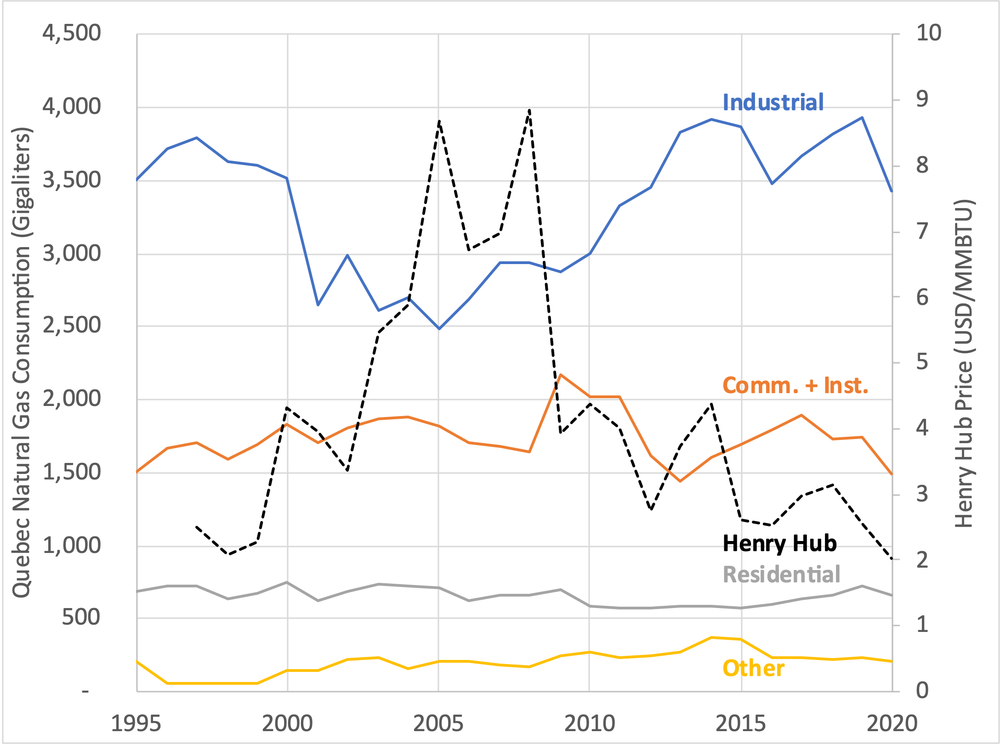 Quebec Natural Gas Consumption (Gigaliters)
4,500
4,000
3,500
3,000
2,500
2,000
1,500
1,000
500
-
Industrial
Comm. + Inst.
Henry Hub
Residential
Other
10
9
8
7
6
5
4
3
2
1
0
Henry Hub Price (USD/MMBTU)
1995 2000 2005 2010 2015 2020